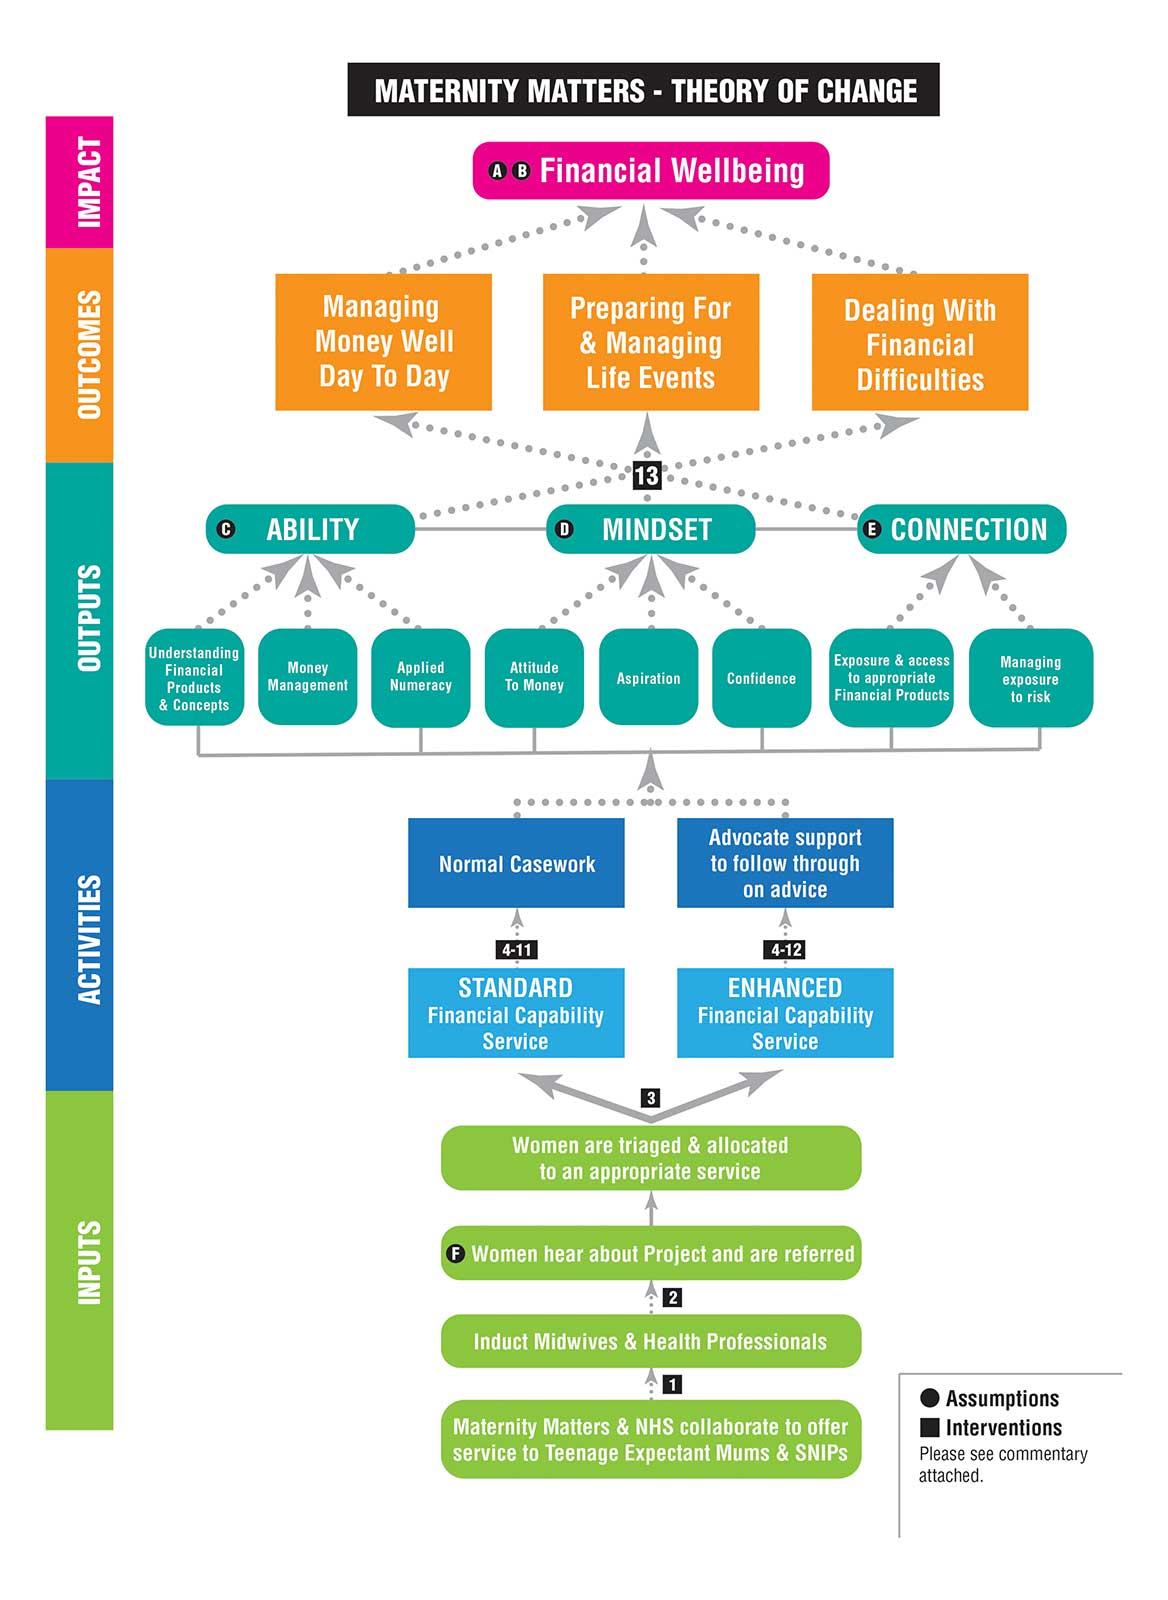 MATERNITY MATTERS - THEORY OF CHANGE
IMPACT
A B Financial Wellbeing
OUTCOMES
Managing
Money Well
Day To Day
Preparing For
& Managing
Life Events
Dealing With
Financial
Difficulties
13
OUTPUTS
C ABILITY
D MINDSET
E CONNECTION
Understanding
Financial
Products
& Concepts
Money
Management
Applied
Numeracy
Attitude
To Money
Aspiration
Confidence
Exposure & access
to appropriate
Financial Products
Managing
exposure
to risk
ACTIVITIES
Normal Casework
Advocate support
to follow through
on advice
4-11
4-12
STANDARD
Financial Capability
Service
ENHANCED
Financial Capability
Service
3
INPUTS
Women are triaged & allocated
to an appropriate service
F Women hear about Project and are referred
2
Induct Midwives & Health Professionals
1
Maternity Matters & NHS collaborate to offer
service to Teenage Expectant Mums & SNIPs
Assumptions
Interventions
Please see commentary
attached.